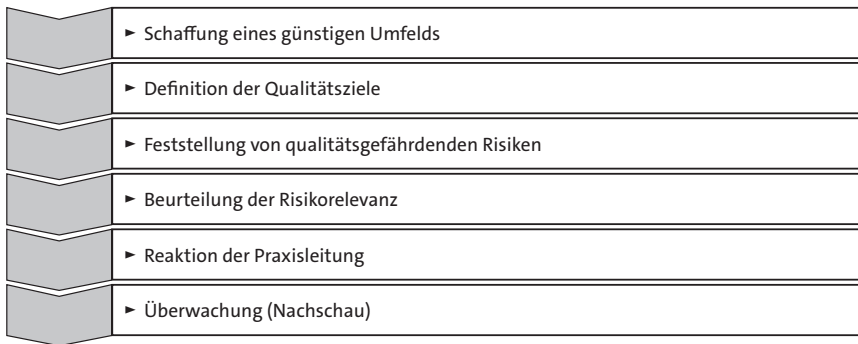 ► Schaffung eines günstigen Umfelds
► Definition der Qualitätsziele
► Feststellung von qualitätsgefährdenden Risiken
► Beurteilung der Risikorelevanz
► Reaktion der Praxisleitung
► Überwachung (Nachschau)